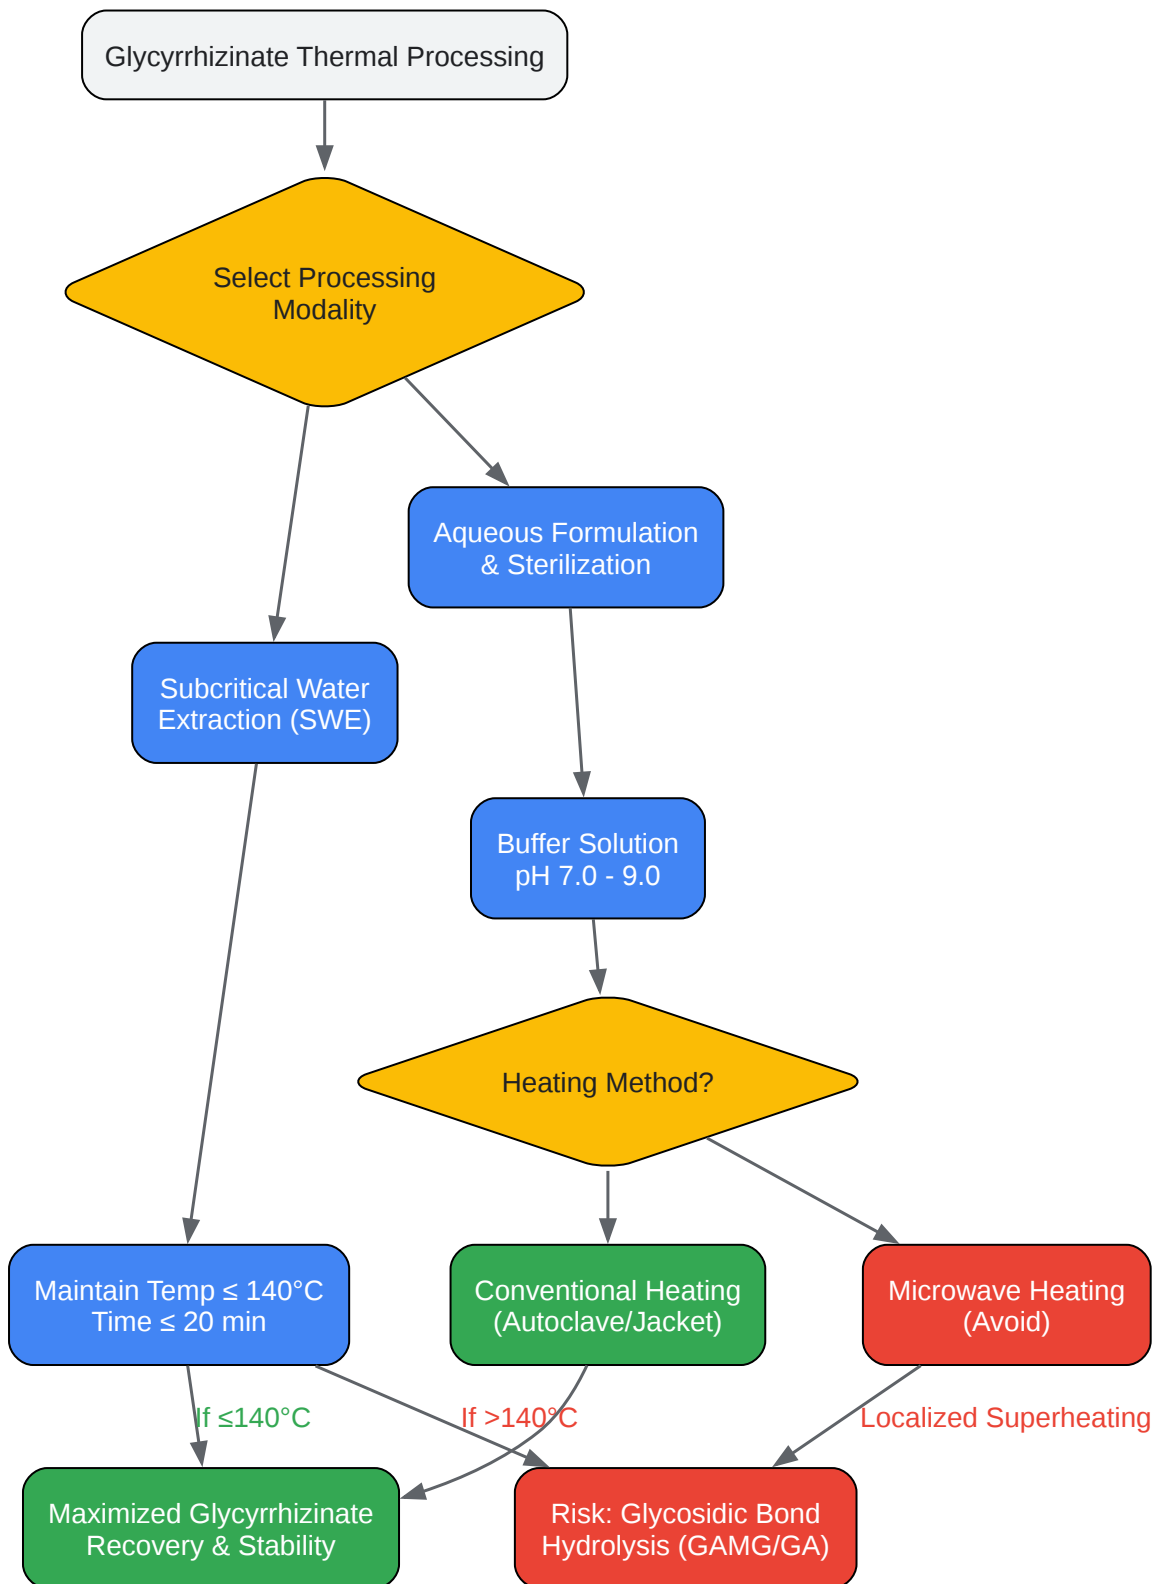 Glycyrrhizinate Thermal Processing
Select Processing
Modality
Aqueous Formulation
& Sterilization
Subcritical Water
Extraction (SWE)
Buffer Solution
pH 7.0 - 9.0
Heating Method?
Maintain Temp ≤ 140°C
Time ≤ 20 min
Conventional Heating
(Autoclave/Jacket)
Microwave Heating
(Avoid)
If ≤140°C
If >140°C
Localized Superheating
Maximized Glycyrrhizinate
Recovery & Stability
Risk: Glycosidic Bond
Hydrolysis (GAMG/GA)